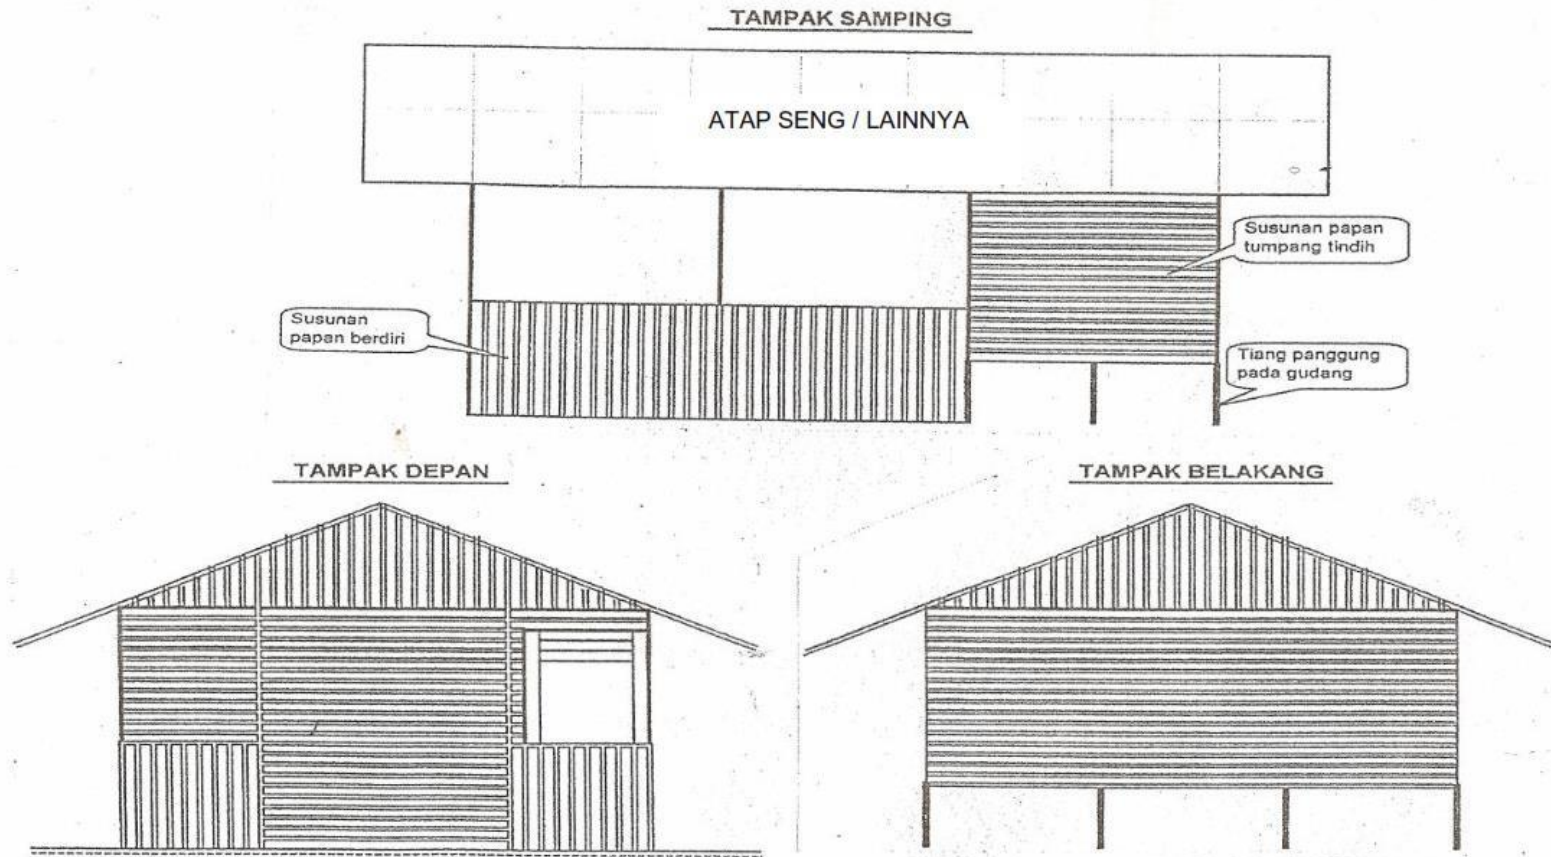 TAMPAK SAMPING
ATAP SENG / LAINNYA
Susunan papan
tumpang tindih
Susunan
papan berdiri
Tiang panggung
pada gudang
TAMPAK DEPAN
TAMPAK BELAKANG